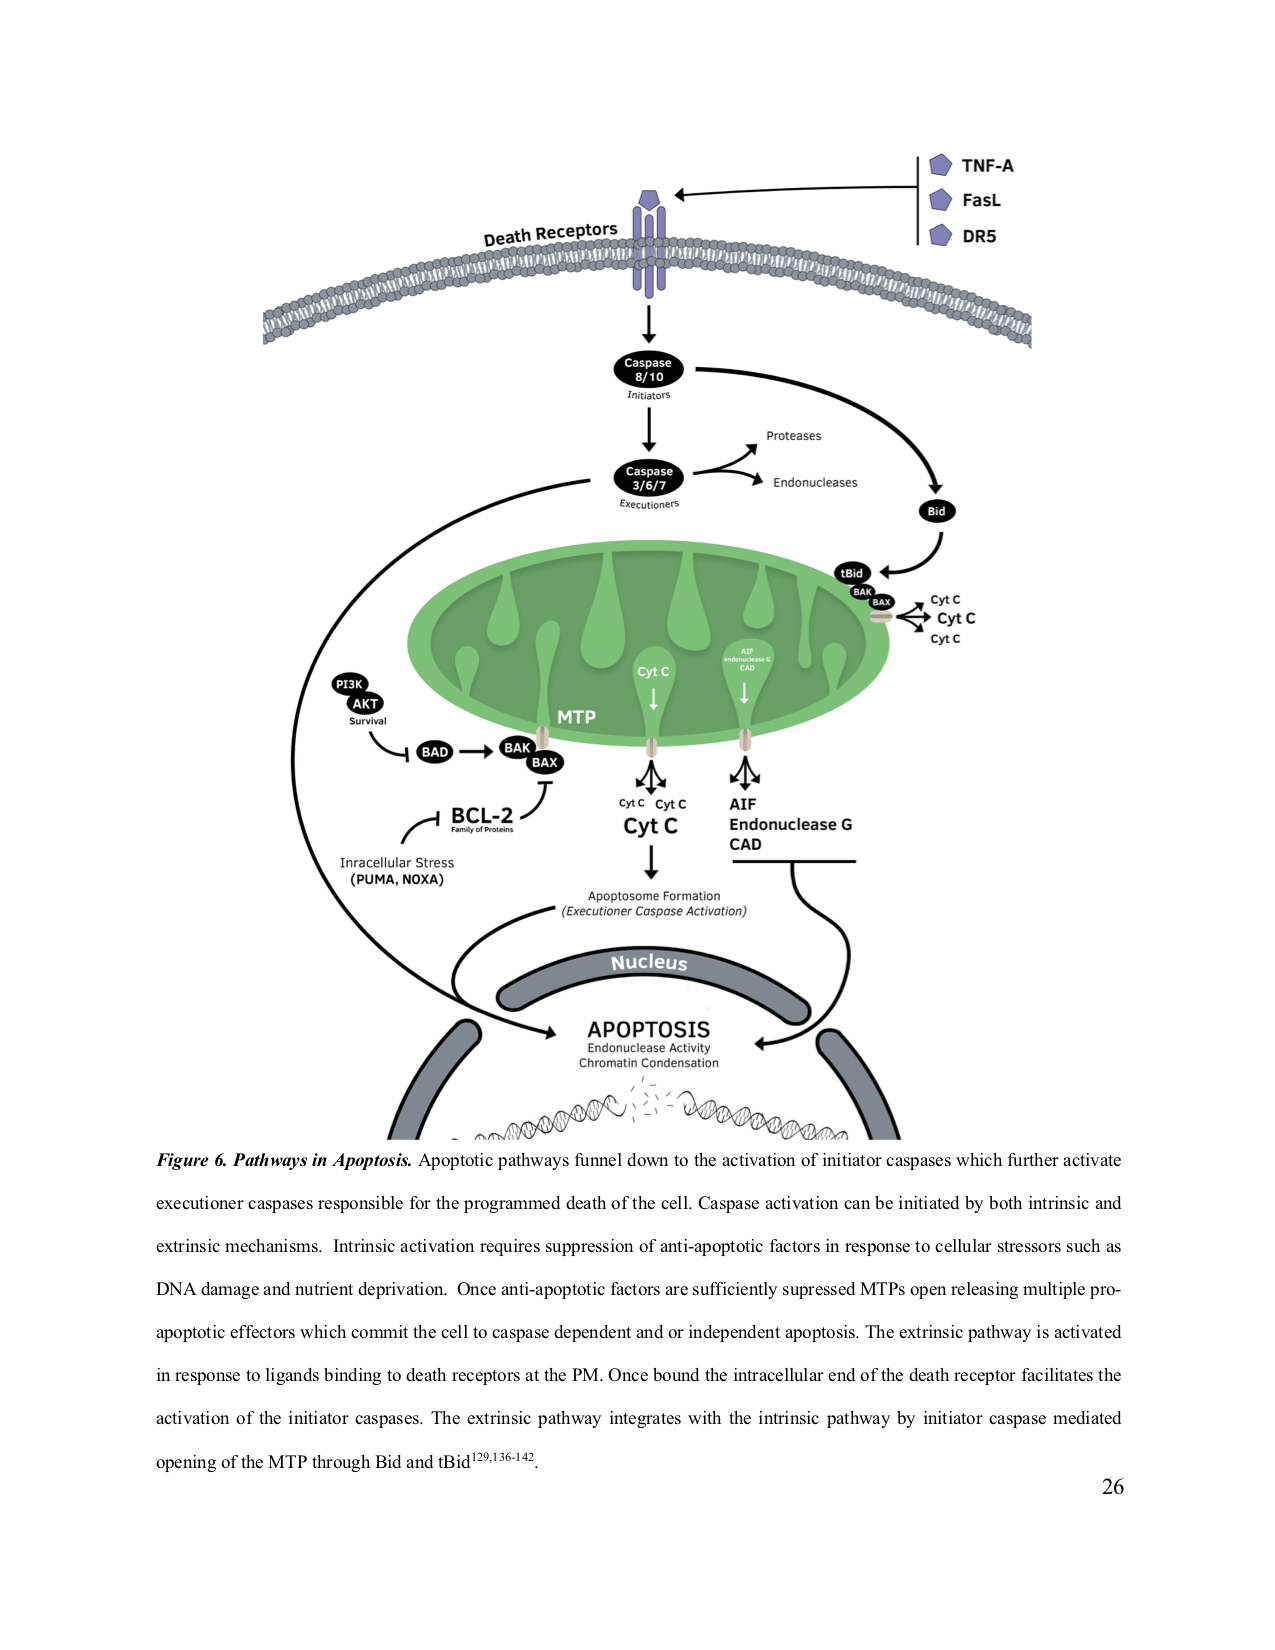 TNF-A
FasL
DR5
Death Receptors
Caspase
8/10
Initiators
Proteases
Caspase
3/6/7
Endonucleases
Executioners
Bid
tBid
BAK
BAX
Cyt C
Cyt C
Cyt C
AIF
endonuclease G
CAD
Cyt C
PI3K
AKT
Survival
MTP
BAD
BAK
BAX
BCL-2
Family of Proteins
Cyt C Cyt C
Cyt C
AIF
Endonuclease G
CAD
Inracellular Stress
(PUMA, NOXA)
Apoptosome Formation
(Executioner Caspase Activation)
Nucleus
APOPTOSIS
Endonuclease Activity
Chromatin Condensation
Figure 6. Pathways in Apoptosis. Apoptotic pathways funnel down to the activation of initiator caspases which further activate
executioner caspases responsible for the programmed death of the cell. Caspase activation can be initiated by both intrinsic and
extrinsic mechanisms.  Intrinsic activation requires suppression of anti-apoptotic factors in response to cellular stressors such as
DNA damage and nutrient deprivation.  Once anti-apoptotic factors are sufficiently supressed MTPs open releasing multiple pro-
apoptotic effectors which commit the cell to caspase dependent and or independent apoptosis. The extrinsic pathway is activated
in response to ligands binding to death receptors at the PM. Once bound the intracellular end of the death receptor facilitates the
activation of the initiator caspases. The extrinsic pathway integrates with the intrinsic pathway by initiator caspase mediated
opening of the MTP through Bid and tBid129,136-142.
26